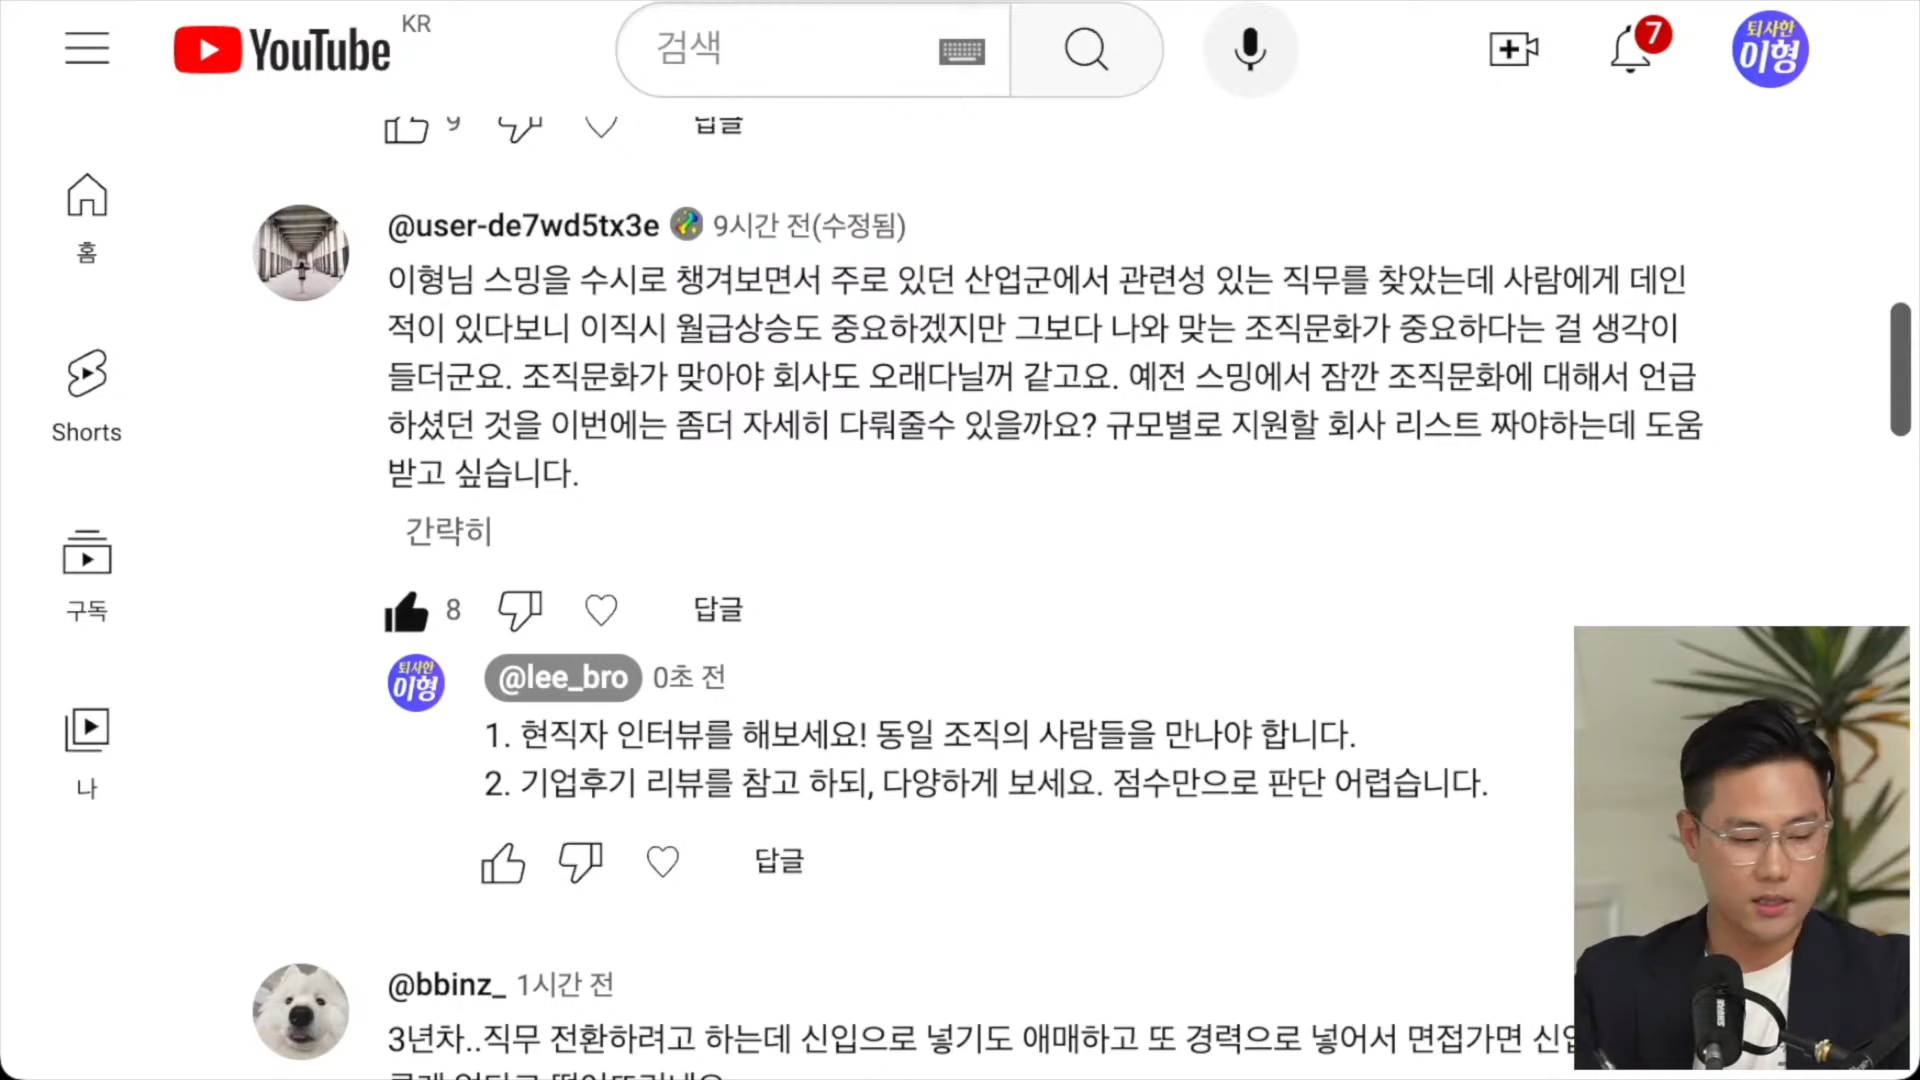 YouTube KR
검색
7
퇴사한
이형
9
답글
홈
Shorts
구독
나
@user-de7wd5tx3e 9시간 전(수정됨)
이형님 스밍을 수시로 챙겨보면서 주로 있던 산업군에서 관련성 있는 직무를 찾았는데 사람에게 데인
적이 있다보니 이직시 월급상승도 중요하겠지만 그보다 나와 맞는 조직문화가 중요하다는 걸 생각이
들더군요. 조직문화가 맞아야 회사도 오래다닐꺼 같고요. 예전 스밍에서 잠깐 조직문화에 대해서 언급
하셨던 것을 이번에는 좀더 자세히 다뤄줄수 있을까요? 규모별로 지원할 회사 리스트 짜야하는데 도움
받고 싶습니다.
간략히
8
답글
퇴사한
이형
@lee_bro 0초 전
1. 현직자 인터뷰를 해보세요! 동일 조직의 사람들을 만나야 합니다.
2. 기업후기 리뷰를 참고 하되, 다양하게 보세요. 점수만으로 판단 어렵습니다.
답글
@bbinz_ 1시간 전
3년차..직무 전환하려고 하는데 신입으로 넣기도 애매하고 또 경력으로 넣어서 면접가면
SHURE